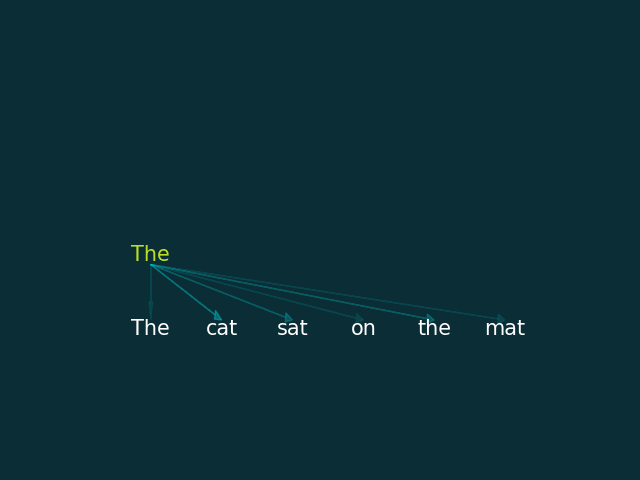 The
The cat sat on the mat